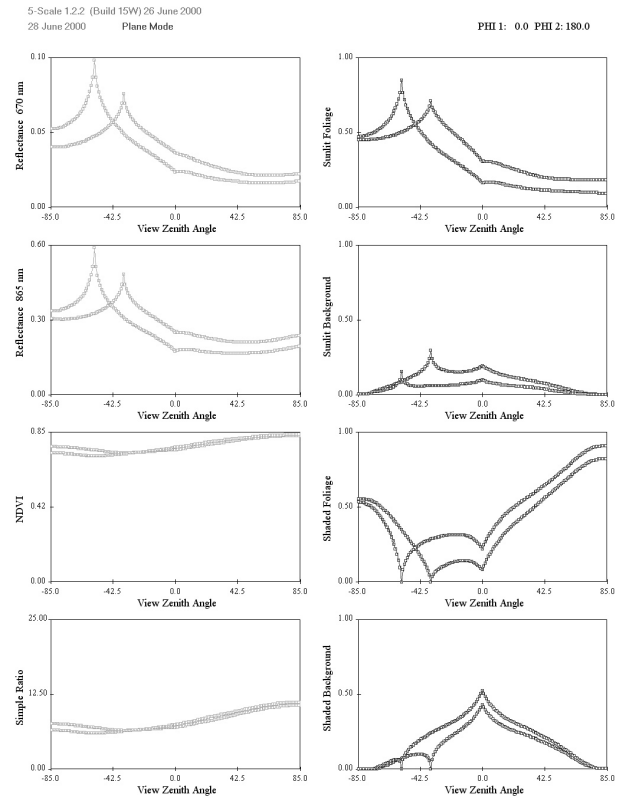 5-Scale 1.2.2 (Build 15W) 26 June 2000
28 June 2000 Plane Mode PHI 1: 0.0 PHI 2: 180.0
Reflectance 670 nm
0.10
0.05
0.00
-85.0 -42.5 0.0 42.5 85.0
View Zenith Angle
Sunlit Foliage
1.00
0.50
0.00
-85.0 -42.5 0.0 42.5 85.0
View Zenith Angle
Reflectance 865 nm
0.60
0.30
0.00
-85.0 -42.5 0.0 42.5 85.0
View Zenith Angle
Sunlit Background
1.00
0.50
0.00
-85.0 -42.5 0.0 42.5 85.0
View Zenith Angle
NDVI
0.85
0.42
0.00
-85.0 -42.5 0.0 42.5 85.0
View Zenith Angle
Shaded Foliage
1.00
0.50
0.00
-85.0 -42.5 0.0 42.5 85.0
View Zenith Angle
Simple Ratio
25.00
12.50
0.00
-85.0 -42.5 0.0 42.5 85.0
View Zenith Angle
Shaded Background
1.00
0.50
0.00
-85.0 -42.5 0.0 42.5 85.0
View Zenith Angle